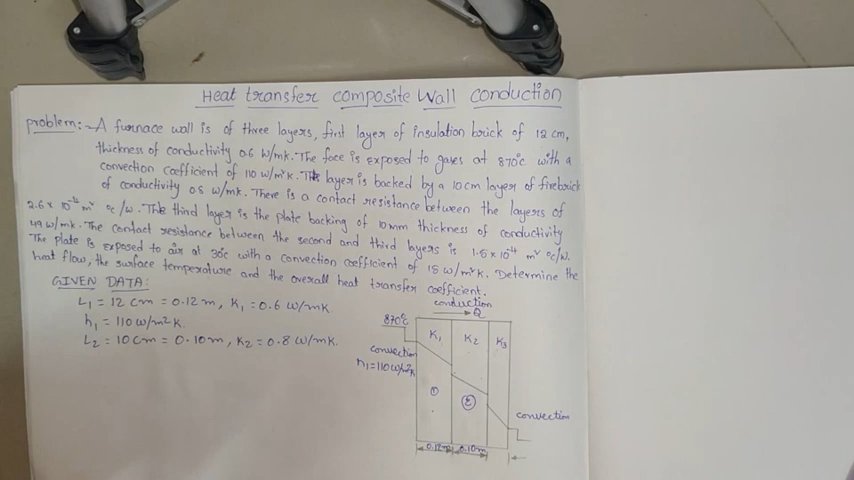 Heat transfer composite Wall conduction
problem:- A furnace wall is of three layers, first layer of insulation brick of 12 cm,
thickness of conductivity 0.6 W/mk. The face is exposed to gases at 870°c with a
convection coefficient of 110 w/m²k. The layer is backed by a 10cm layer of firebrick
of conductivity 0.8 w/mk. There is a contact resistance between the layers of
2.6 x 10⁻⁴ m² °c/w. The third layer is the plate backing of 10mm thickness of conductivity
49 w/mk. The contact resistance between the second and third layers is 1.5 x 10⁻⁴ m² °c/w.
The plate is exposed to air at 30°c with a convection coefficient of 15 w/m²k. Determine the
heat flow, the surface temperature and the overall heat transfer coefficient.
GIVEN DATA:
L₁ = 12 cm = 0.12m, K₁ = 0.6 w/mk.
h₁ = 110 w/m²k.
L₂ = 10cm = 0.10m, K₂ = 0.8 w/mk.
conduction
Q
870°c
K₁ K₂ K₃
convection
h₁=110w/m²k
① ②
convection
0.12m 0.10m